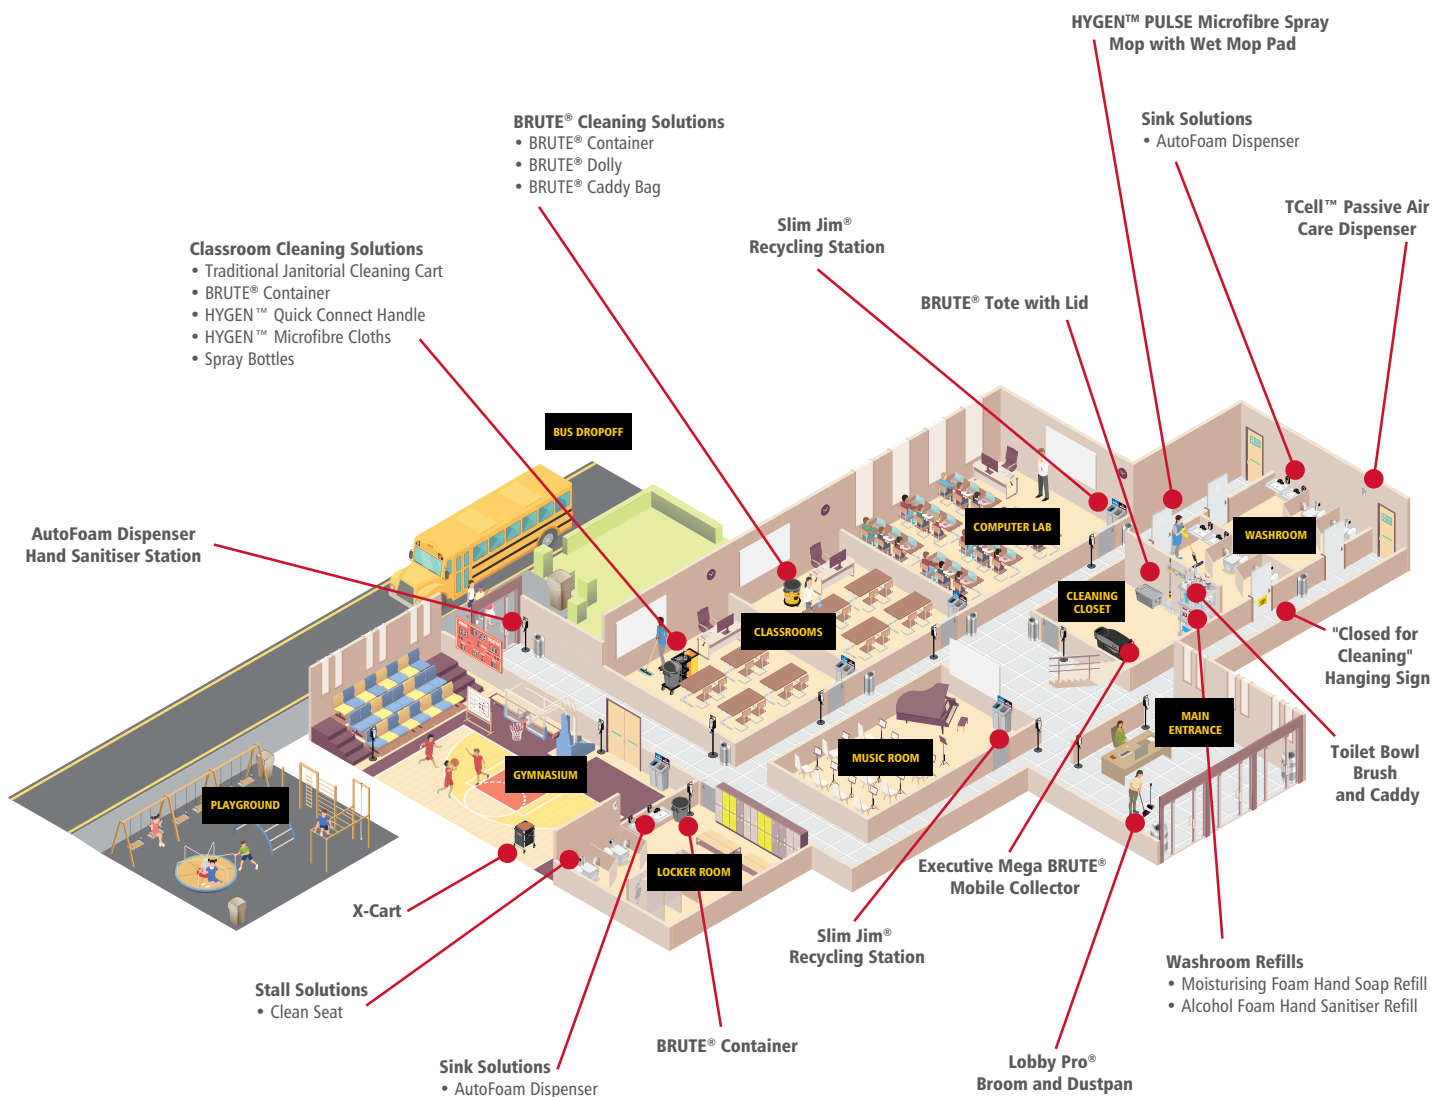 HYGEN™ PULSE Microfibre Spray
Mop with Wet Mop Pad
BRUTE® Cleaning Solutions
• BRUTE® Container
• BRUTE® Dolly
• BRUTE® Caddy Bag
Sink Solutions
• AutoFoam Dispenser
TCell™ Passive Air
Care Dispenser
Slim Jim®
Recycling Station
Classroom Cleaning Solutions
• Traditional Janitorial Cleaning Cart
• BRUTE® Container
• HYGEN™ Quick Connect Handle
• HYGEN™ Microfibre Cloths
• Spray Bottles
BRUTE® Tote with Lid
BUS DROPOFF
AutoFoam Dispenser
Hand Sanitiser Station
COMPUTER LAB
WASHROOM
CLEANING
CLOSET
CLASSROOMS
"Closed for
Cleaning"
Hanging Sign
MAIN
ENTRANCE
MUSIC ROOM
GYMNASIUM
PLAYGROUND
Toilet Bowl
Brush
and Caddy
LOCKER ROOM
Executive Mega BRUTE®
Mobile Collector
X-Cart
Slim Jim®
Recycling Station
Washroom Refills
• Moisturising Foam Hand Soap Refill
• Alcohol Foam Hand Sanitiser Refill
Stall Solutions
• Clean Seat
BRUTE® Container
Lobby Pro®
Broom and Dustpan
Sink Solutions
• AutoFoam Dispenser